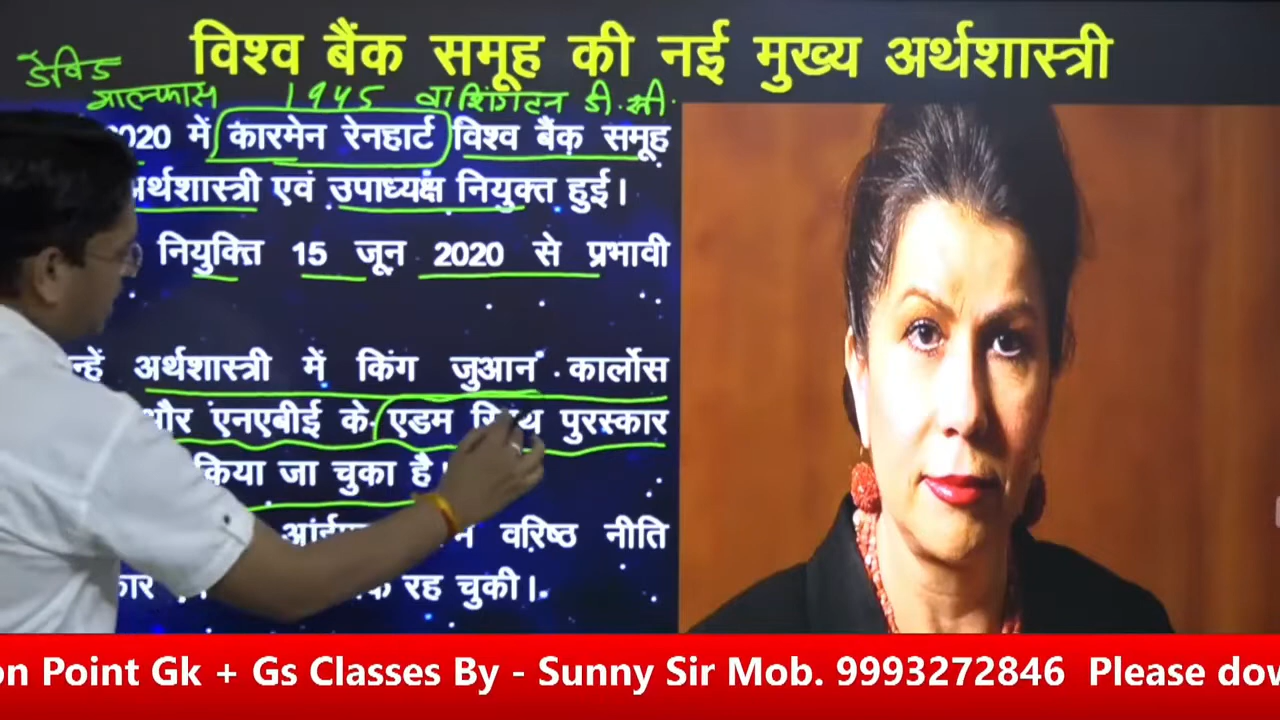 विश्व बैंक समूह की नई मुख्य अर्थशास्त्री
डेविड
माल्पास 1945 वाशिंगटन डी.सी.
2020 में कारमेन रेनहार्ट विश्व बैंक समूह
अर्थशास्त्री एवं उपाध्यक्ष नियुक्त हुई।
नियुक्ति 15 जून 2020 से प्रभावी
अर्थशास्त्री में किंग जुआन कार्लोस
और एनएबीई के एडम पुरस्कार
किया जा चुका है।
वरिष्ठ नीति
रह चुकी।
on Point Gk + Gs Classes By - Sunny Sir Mob. 9993272846 Please dow